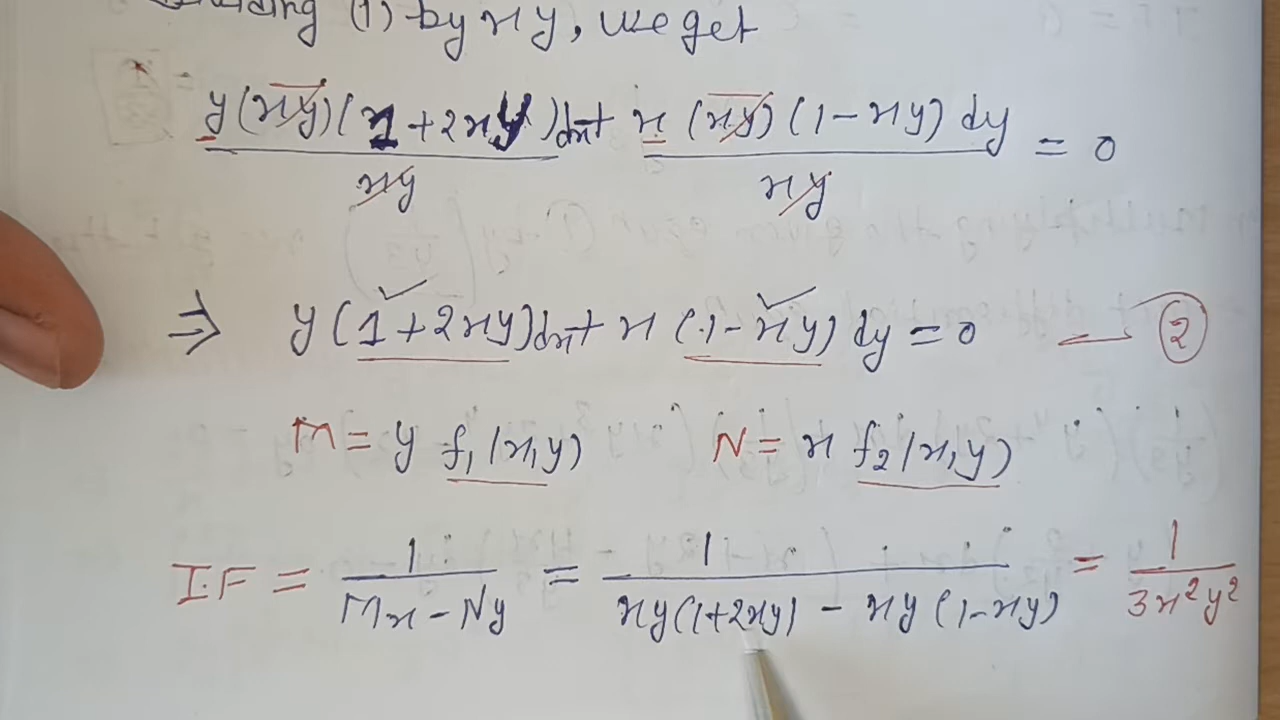 (1) by xy, we get
y(xy)(1+2xy)dx + x(xy)(1-xy)dy = 0
xy xy
⇒ y(1+2xy)dx + x(1-xy)dy = 0 — ②
M = y f₁(x,y) N = x f₂(x,y)
I.F = 1/(Mx - Ny) = 1/(xy(1+2xy) - xy(1-xy)) = 1/(3x²y²)